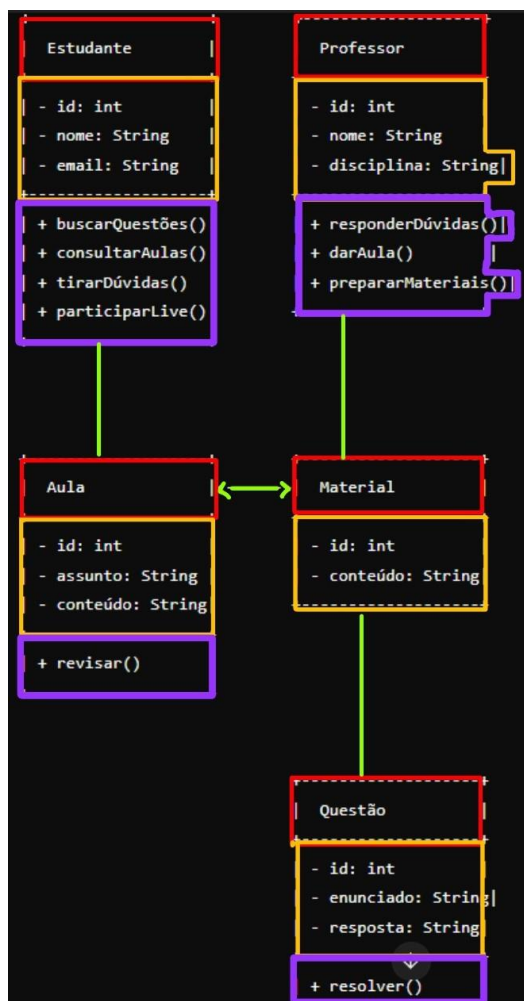 Estudante
- id: int
- nome: String
- email: String
+ buscarQuestões()
+ consultarAulas()
+ tirarDúvidas()
+ participarLive()
Professor
- id: int
- nome: String
- disciplina: String
+ responderDúvidas()
+ darAula()
+ prepararMateriais()
Aula
- id: int
- assunto: String
- conteúdo: String
+ revisar()
Material
- id: int
- conteúdo: String
Questão
- id: int
- enunciado: String
- resposta: String
+ resolver()